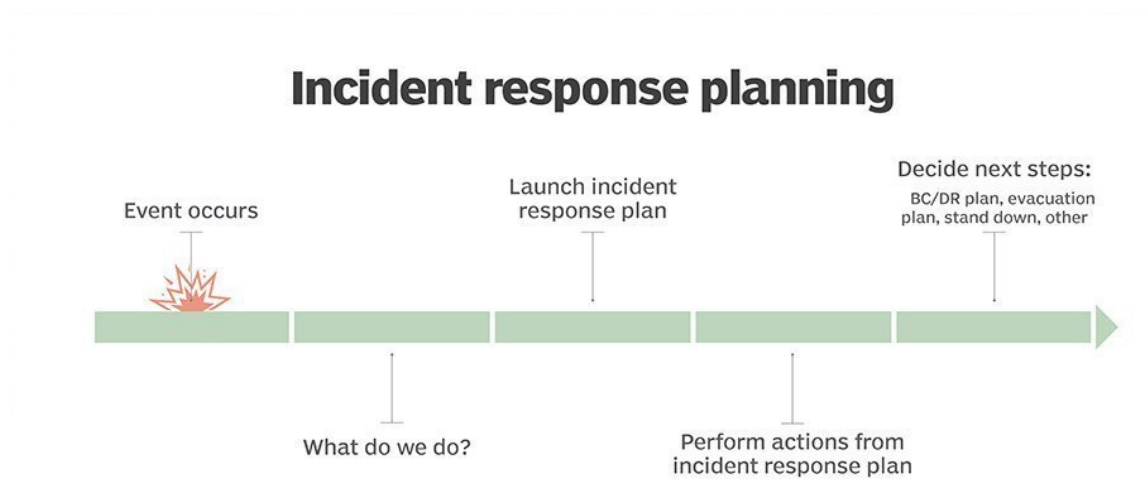 Incident response planning
Event occurs
What do we do?
Launch incident
response plan
Perform actions from
incident response plan
Decide next steps:
BC/DR plan, evacuation
plan, stand down, other